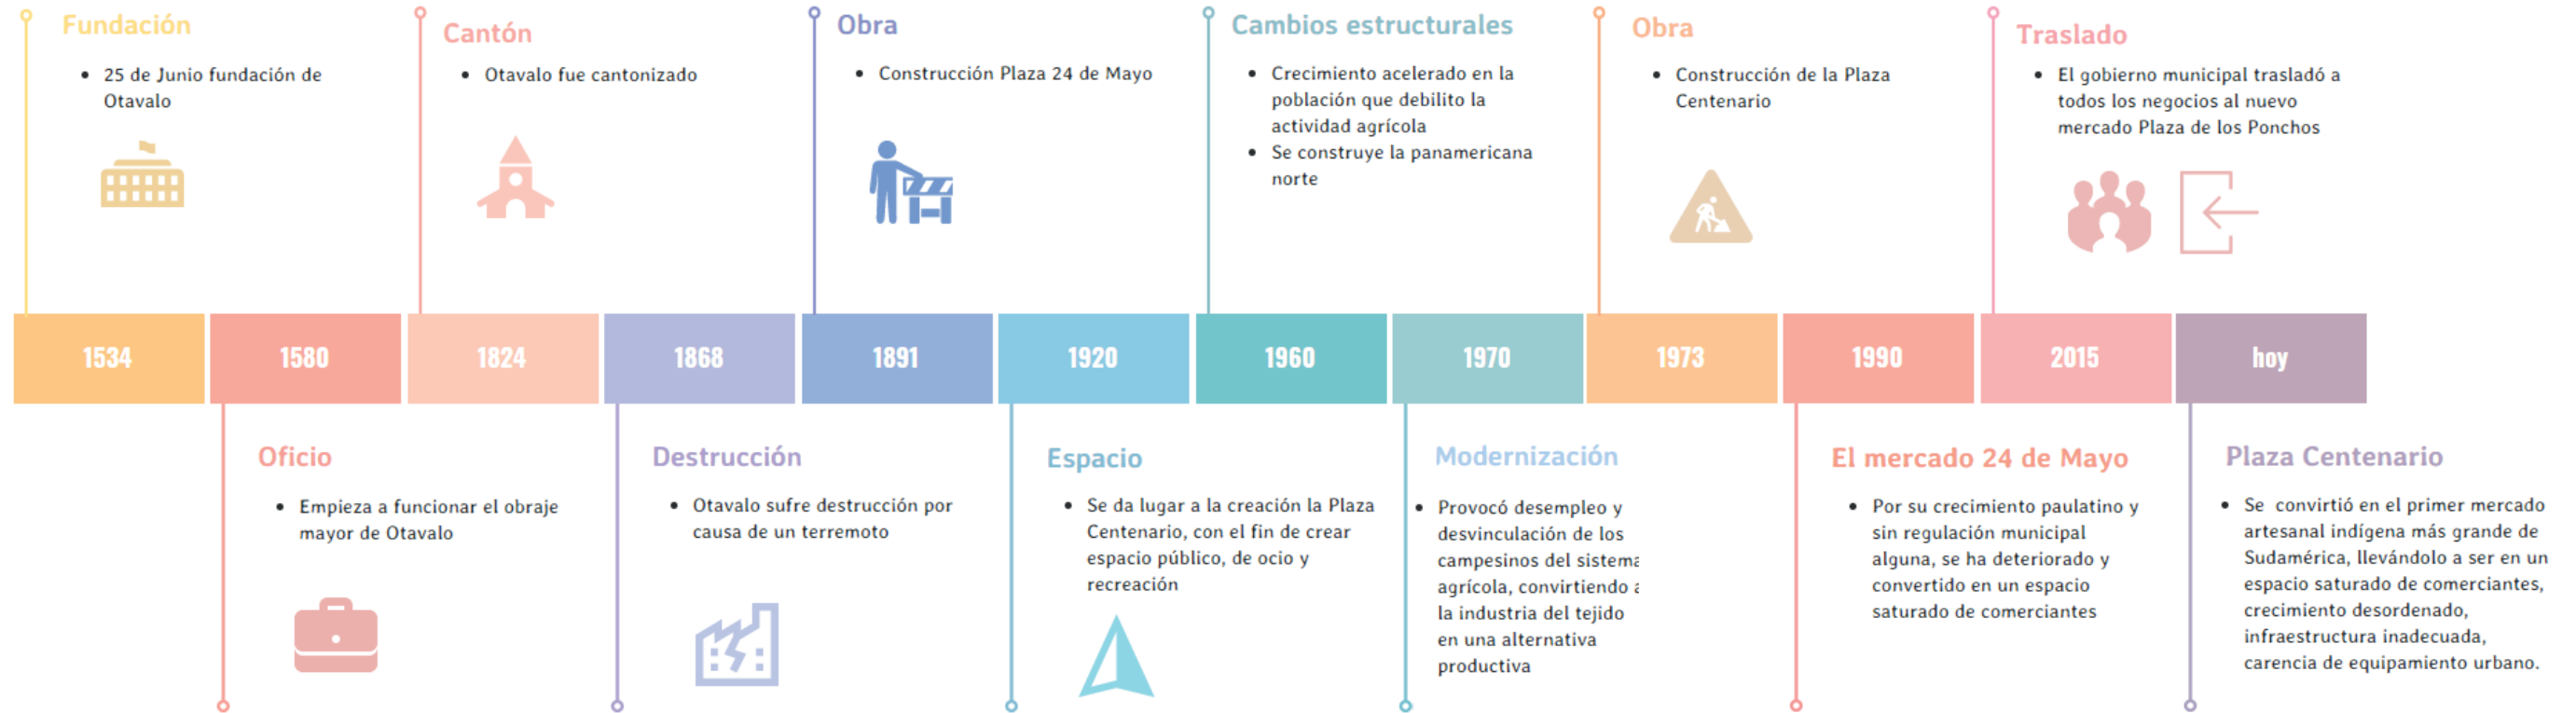 Fundación
• 25 de Junio fundación de
Otavalo
Cantón
• Otavalo fue cantonizado
Obra
• Construcción Plaza 24 de Mayo
Cambios estructurales
• Crecimiento acelerado en la
población que debilito la
actividad agrícola
• Se construye la panamericana
norte
Obra
• Construcción de la Plaza
Centenario
Traslado
• El gobierno municipal trasladó a
todos los negocios al nuevo
mercado Plaza de los Ponchos
1534
1580
1824
1868
1891
1920
1960
1970
1973
1990
2015
hoy
Oficio
• Empieza a funcionar el obraje
mayor de Otavalo
Destrucción
• Otavalo sufre destrucción por
causa de un terremoto
Espacio
• Se da lugar a la creación la Plaza
Centenario, con el fin de crear
espacio público, de ocio y
recreación
Modernización
• Provocó desempleo y
desvinculación de los
campesinos del sistema
agrícola, convirtiendo a
la industria del tejido
en una alternativa
productiva
El mercado 24 de Mayo
• Por su crecimiento paulatino y
sin regulación municipal
alguna, se ha deteriorado y
convertido en un espacio
saturado de comerciantes
Plaza Centenario
• Se convirtió en el primer mercado
artesanal indígena más grande de
Sudamérica, llevándolo a ser en un
espacio saturado de comerciantes,
crecimiento desordenado,
infraestructura inadecuada,
carencia de equipamiento urbano.